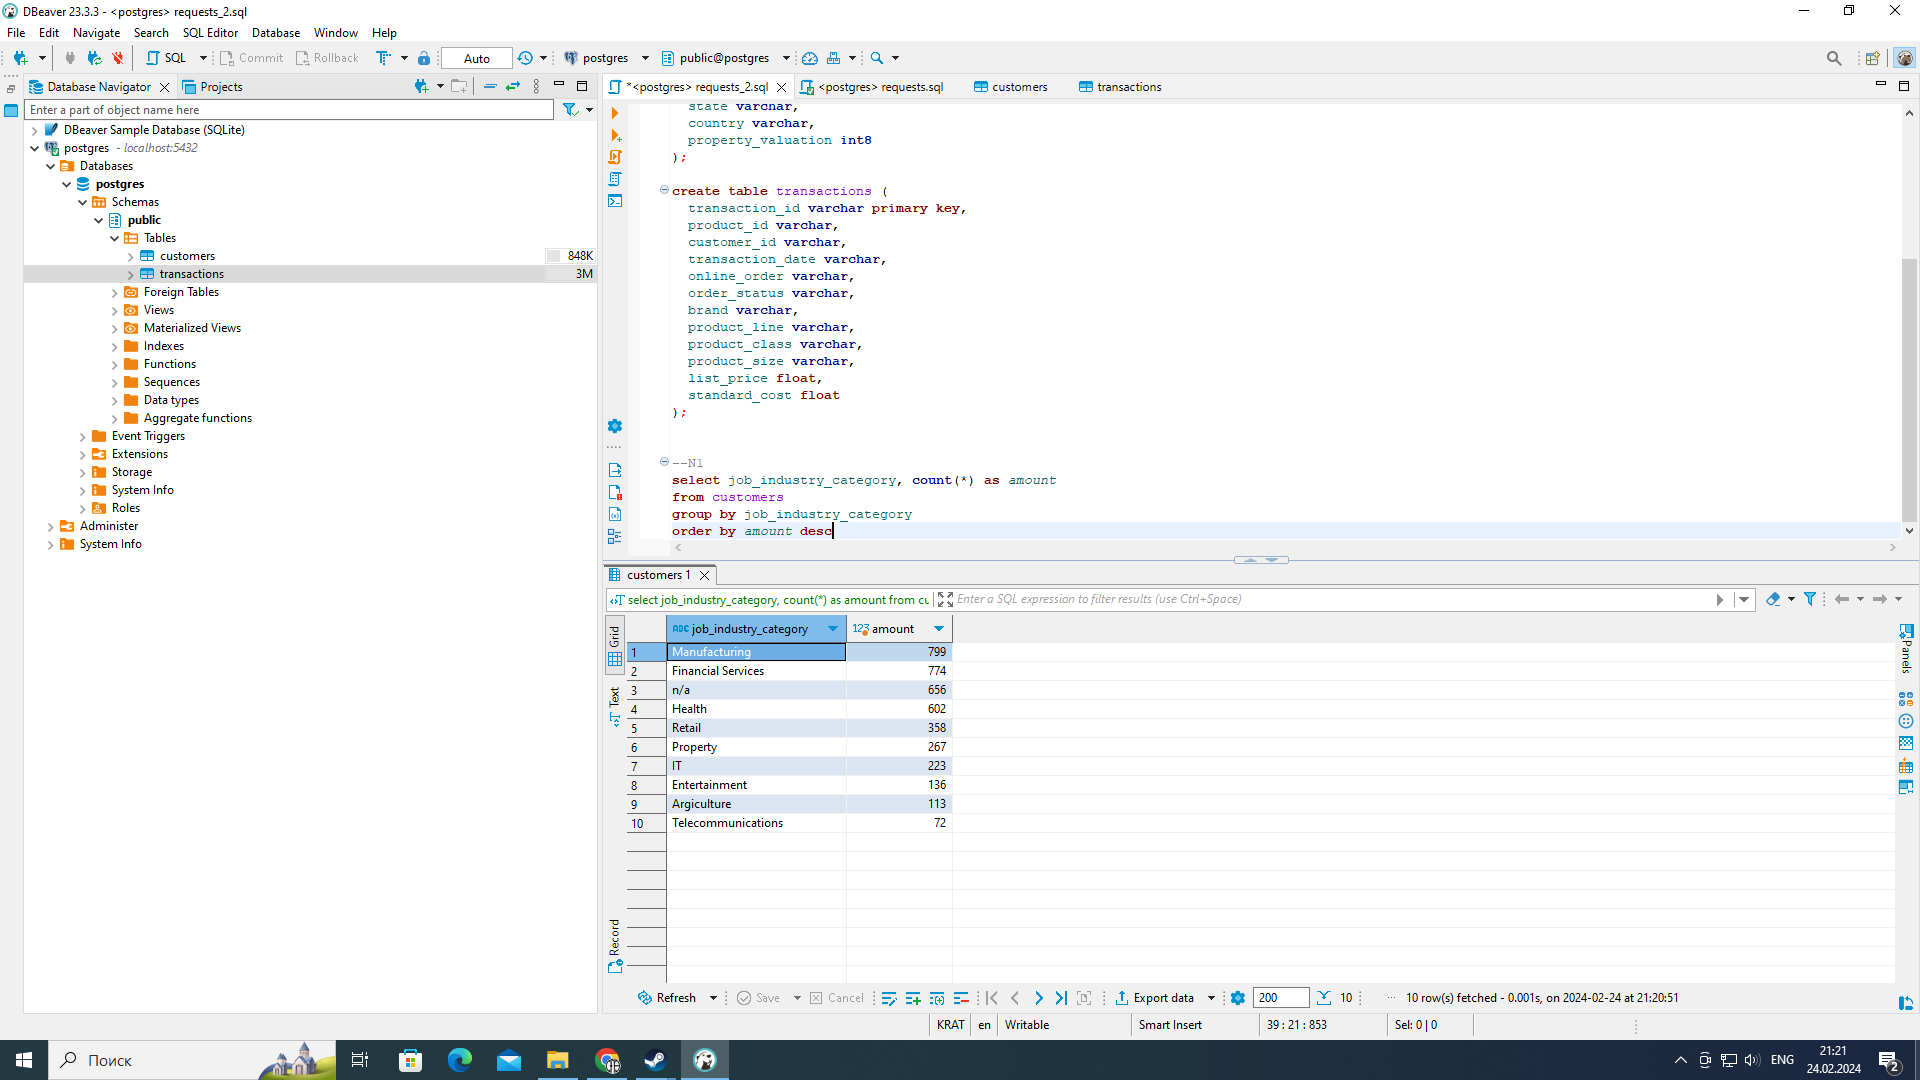 DBeaver 23.3.3 - <postgres> requests_2.sql
File Edit Navigate Search SQL Editor Database Window Help
SQL Commit Rollback Auto postgres public@postgres
Database Navigator Projects
Enter a part of object name here
DBeaver Sample Database (SQLite)
postgres - localhost:5432
Databases
postgres
Schemas
public
Tables
customers 848K
transactions 3M
Foreign Tables
Views
Materialized Views
Indexes
Functions
Sequences
Data types
Aggregate functions
Event Triggers
Extensions
Storage
System Info
Roles
Administer
System Info
*<postgres> requests_2.sql <postgres> requests.sql customers transactions
state varchar,
country varchar,
property_valuation int8
);
create table transactions (
transaction_id varchar primary key,
product_id varchar,
customer_id varchar,
transaction_date varchar,
online_order varchar,
order_status varchar,
brand varchar,
product_line varchar,
product_class varchar,
product_size varchar,
list_price float,
standard_cost float
);
--N1
select job_industry_category, count(*) as amount
from customers
group by job_industry_category
order by amount desc
customers 1
select job_industry_category, count(*) as amount from cu Enter a SQL expression to filter results (use Ctrl+Space)
Grid
Text
Record
Panels
ABC job_industry_category 123 amount
1 Manufacturing 799
2 Financial Services 774
3 n/a 656
4 Health 602
5 Retail 358
6 Property 267
7 IT 223
8 Entertainment 136
9 Argiculture 113
10 Telecommunications 72
Refresh Save Cancel Export data 200 10 ··· 10 row(s) fetched - 0.001s, on 2024-02-24 at 21:20:51
KRAT en Writable Smart Insert 39 : 21 : 853 Sel: 0 | 0
Поиск
ENG
21:21
24.02.2024
2